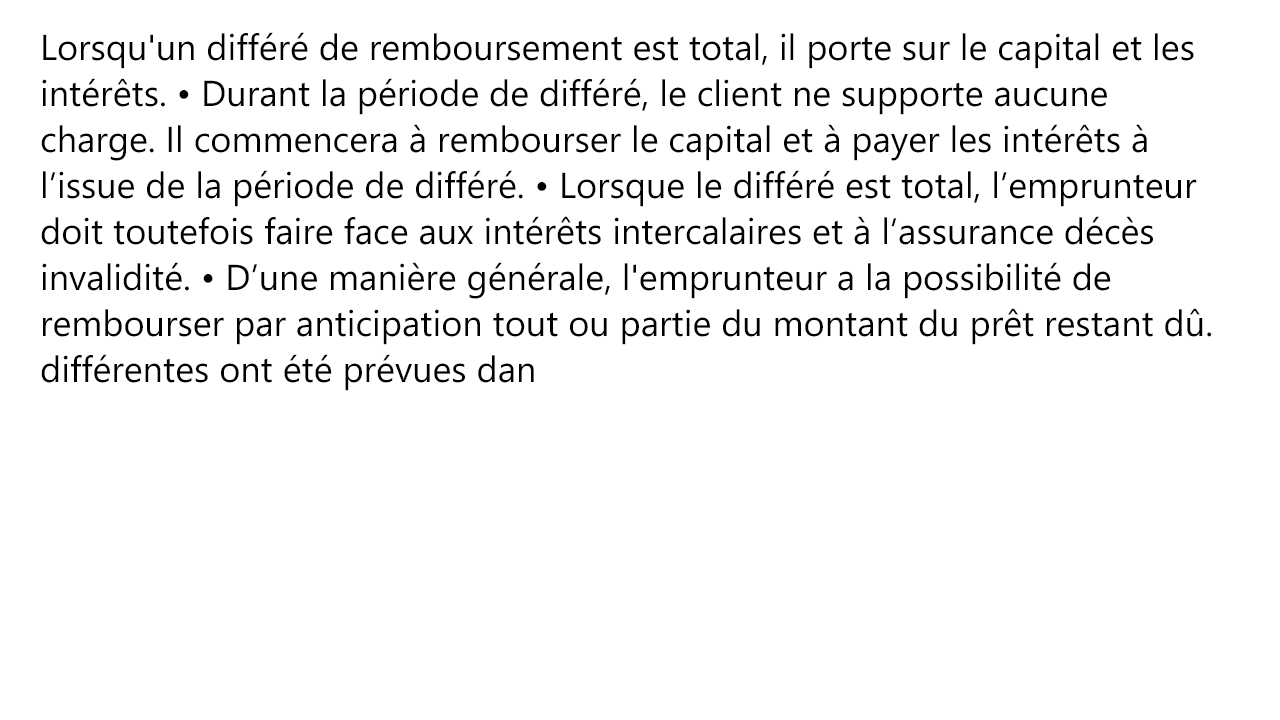 Lorsqu'un différé de remboursement est total, il porte sur le capital et les
intérêts. • Durant la période de différé, le client ne supporte aucune
charge. Il commencera à rembourser le capital et à payer les intérêts à
l’issue de la période de différé. • Lorsque le différé est total, l’emprunteur
doit toutefois faire face aux intérêts intercalaires et à l’assurance décès
invalidité. • D’une manière générale, l'emprunteur a la possibilité de
rembourser par anticipation tout ou partie du montant du prêt restant dû.
différentes ont été prévues dan